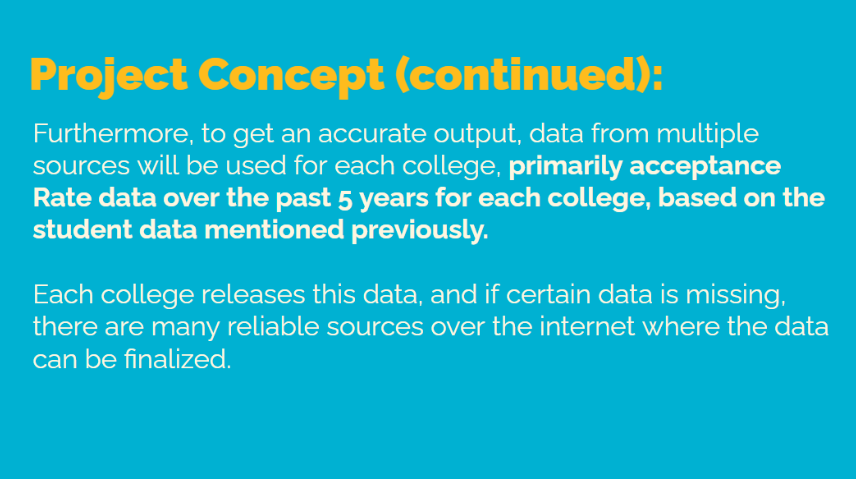 Project Concept (continued):
Furthermore, to get an accurate output, data from multiple
sources will be used for each college, primarily acceptance
Rate data over the past 5 years for each college, based on the
student data mentioned previously.
Each college releases this data, and if certain data is missing,
there are many reliable sources over the internet where the data
can be finalized.